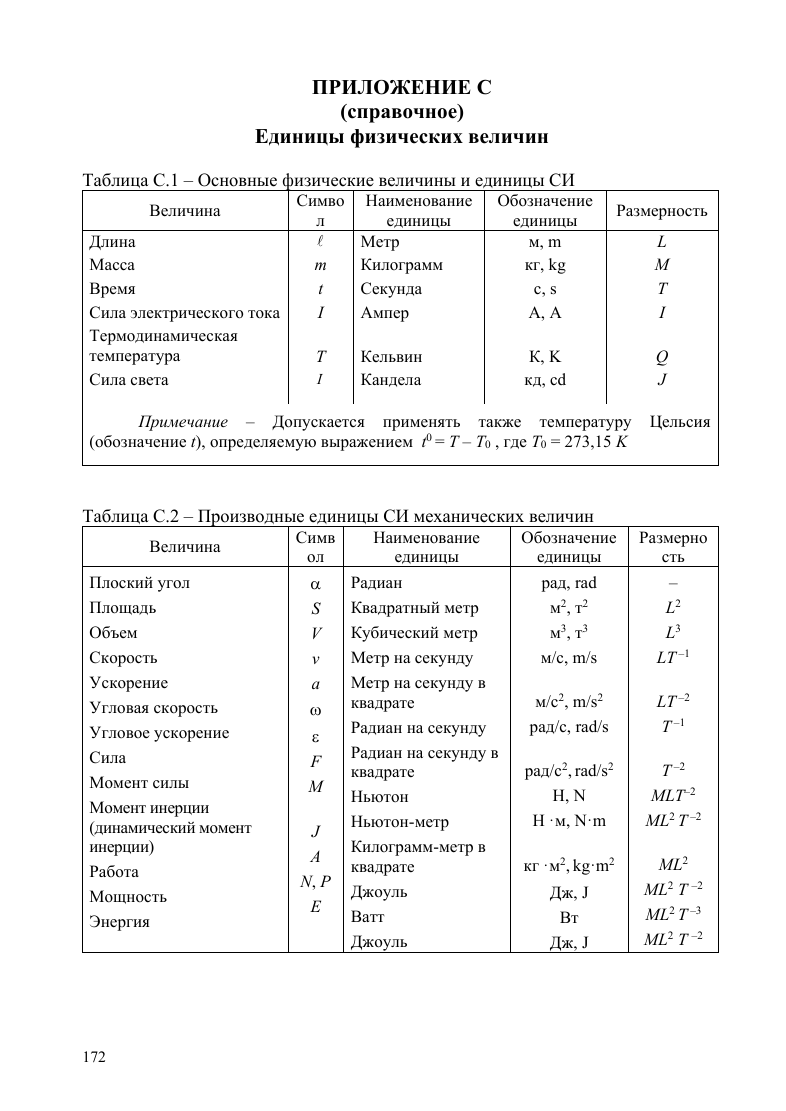 ПРИЛОЖЕНИЕ С
(справочное)
Единицы физических величин
Таблица С.1 – Основные физические величины и единицы СИ
Величина Симво Наименование Обозначение Размерность
л единицы единицы
Длина ℓ Метр м, m L
Масса m Килограмм кг, kg M
Время t Секунда с, s T
Сила электрического тока I Ампер А, A I
Термодинамическая
температура T Кельвин К, K Q
Сила света I Кандела кд, cd J
Примечание – Допускается применять также температуру Цельсия
(обозначение t), определяемую выражением t⁰ = T – T₀ , где T₀ = 273,15 K
Таблица С.2 – Производные единицы СИ механических величин
Величина Симв Наименование Обозначение Размерно
ол единицы единицы сть
Плоский угол α Радиан рад, rad –
Площадь S Квадратный метр м², т² L²
Объем V Кубический метр м³, т³ L³
Скорость v Метр на секунду м/с, m/s LT⁻¹
Ускорение a Метр на секунду в
квадрате м/с², m/s² LT⁻²
Угловая скорость ω
Радиан на секунду рад/с, rad/s T⁻¹
Угловое ускорение ε
Радиан на секунду в
Сила F
квадрате рад/с², rad/s² T⁻²
Момент силы M
Ньютон Н, N MLT⁻²
Момент инерции
Ньютон-метр Н ·м, N·m ML² T⁻²
(динамический момент J
инерции) Килограмм-метр в
A квадрате кг ·м², kg·m² ML²
Работа
N, P Джоуль Дж, J ML² T⁻²
Мощность
E Ватт Вт ML² T⁻³
Энергия
Джоуль Дж, J ML² T⁻²
172